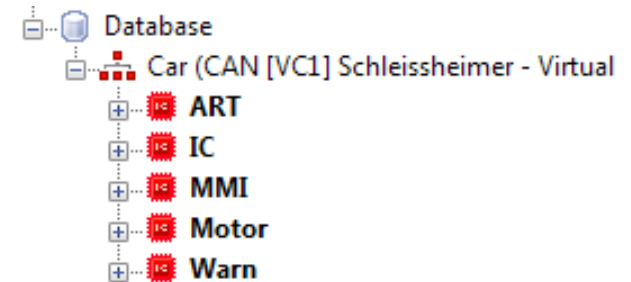 Database
Car (CAN [VC1] Schleissheimer - Virtual
ART
IC
MMI
Motor
Warn